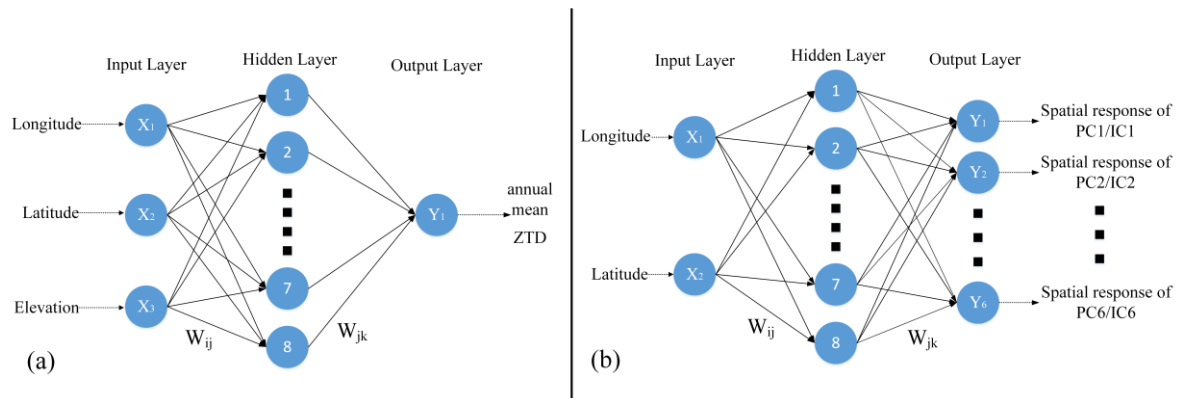 (a)
Input Layer
Hidden Layer
Output Layer
Longitude
Latitude
Elevation
X1
X2
X3
1
2
7
8
Y1
annual
mean
ZTD
Wij
Wjk
(b)
Input Layer
Hidden Layer
Output Layer
Longitude
Latitude
X1
X2
1
2
7
8
Y1
Y2
Y6
Spatial response of
PC1/IC1
Spatial response of
PC2/IC2
Spatial response of
PC6/IC6
Wij
Wjk